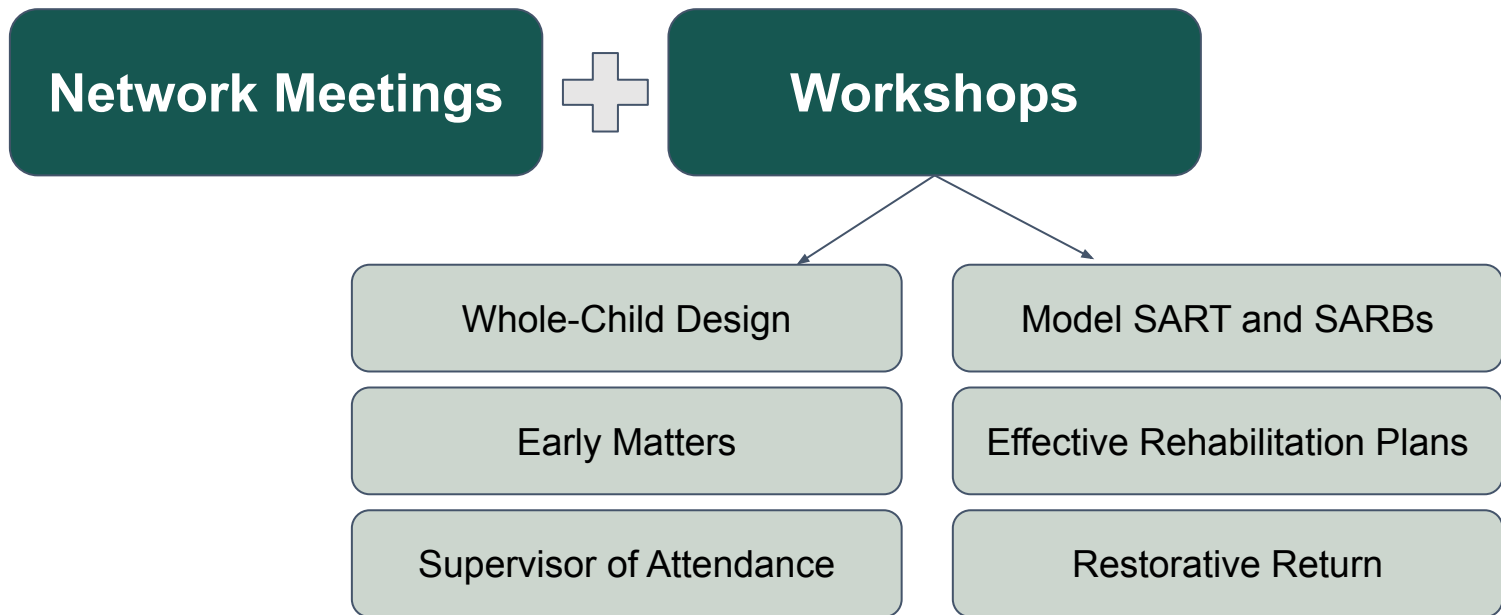 Network Meetings
Workshops
Whole-Child Design
Model SART and SARBs
Early Matters
Effective Rehabilitation Plans
Supervisor of Attendance
Restorative Return